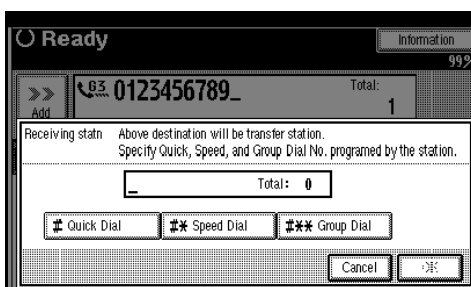 Ready
Information
99%
G3 0123456789_
Total:
1
Add
Receiving statn Above destination will be transfer station.
Specify Quick, Speed, and Group Dial No. programed by the station.
_ Total: 0
# Quick Dial #* Speed Dial #** Group Dial
Cancel OK